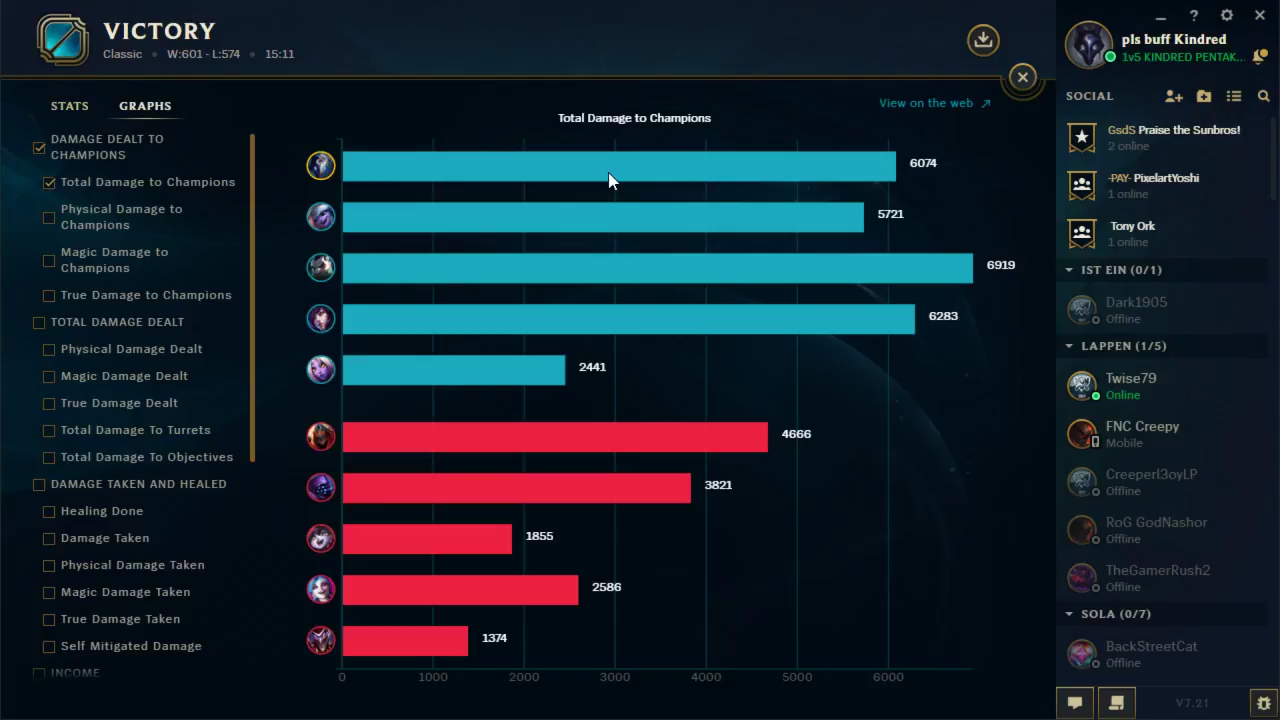 VICTORY
Classic • W:601 - L:574 • 15:11
STATS
GRAPHS
View on the web
DAMAGE DEALT TO
CHAMPIONS
Total Damage to Champions
Physical Damage to
Champions
Magic Damage to
Champions
True Damage to Champions
TOTAL DAMAGE DEALT
Physical Damage Dealt
Magic Damage Dealt
True Damage Dealt
Total Damage To Turrets
Total Damage To Objectives
DAMAGE TAKEN AND HEALED
Healing Done
Damage Taken
Physical Damage Taken
Magic Damage Taken
True Damage Taken
Self Mitigated Damage
INCOME
Total Damage to Champions
6074
5721
6919
6283
2441
4666
3821
1855
2586
1374
0 1000 2000 3000 4000 5000 6000
?
pls buff Kindred
1v5 KINDRED PENTAK...
SOCIAL
GsdS Praise the Sunbros!
2 online
-PAY- PixelartYoshi
1 online
Tony Ork
1 online
IST EIN (0/1)
Dark1905
Offline
LAPPEN (1/5)
Twise79
Online
FNC Creepy
Mobile
CreeperI3oyLP
Offline
RoG GodNashor
Offline
TheGamerRush2
Offline
SOLA (0/7)
BackStreetCat
Offline
V7.21